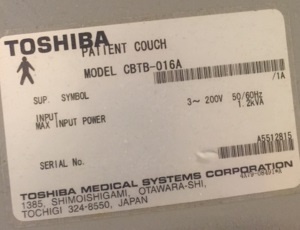 TOSHIBA
PATIENT COUCH
MODEL CBTB-016A
/1A
SUP. SYMBOL
INPUT 3~ 200V 50/60Hz
MAX INPUT POWER 1.2kVA
A5512815
SERIAL No.
TOSHIBA MEDICAL SYSTEMS CORPORATION
1385, SHIMOISHIGAMI, OTAWARA-SHI,
TOCHIGI 324-8550, JAPAN